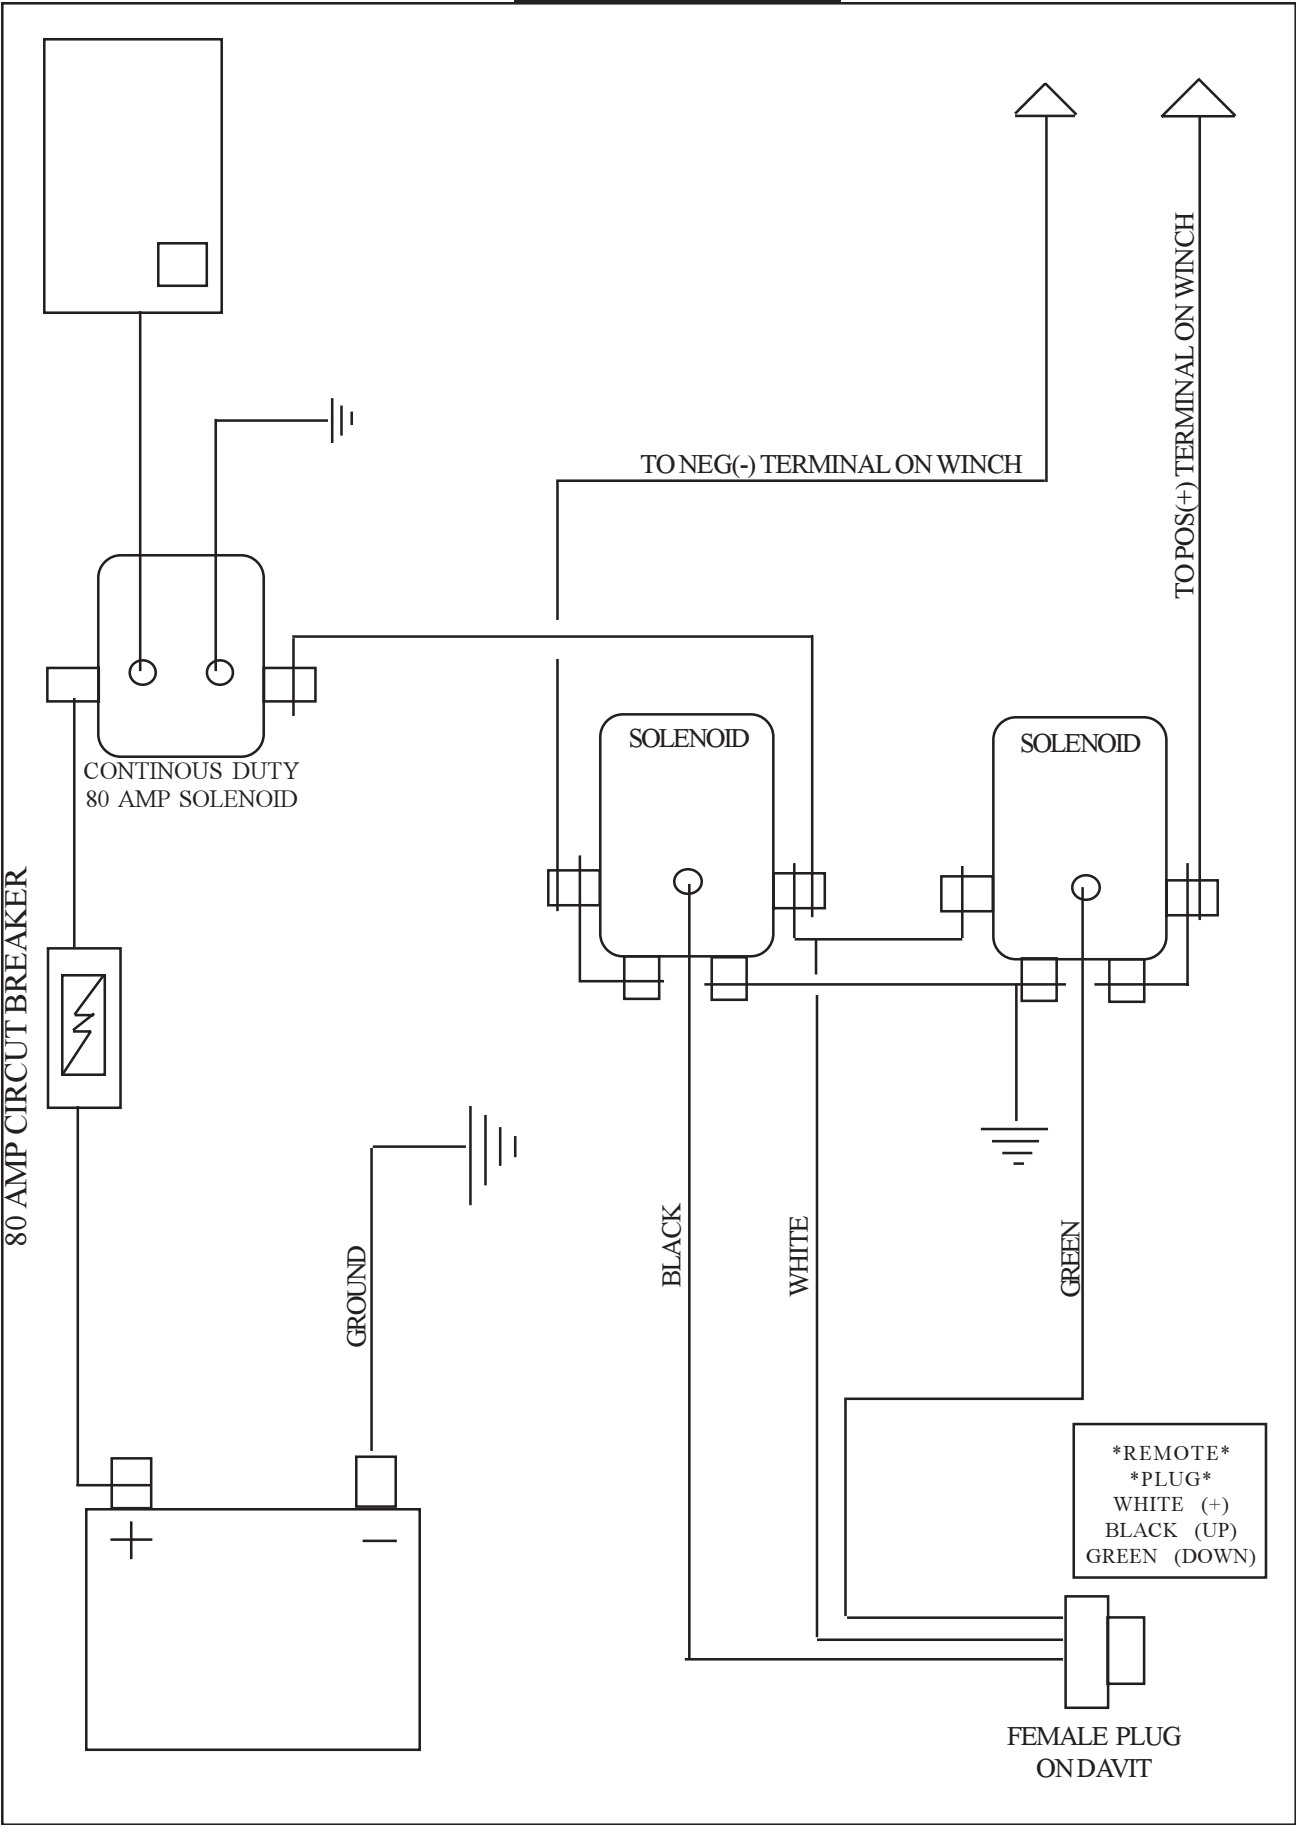 TO NEG(-) TERMINAL ON WINCH
TO POS(+) TERMINAL ON WINCH
CONTINOUS DUTY
80 AMP SOLENOID
SOLENOID
SOLENOID
80 AMP CIRCUT BREAKER
GROUND
BLACK
WHITE
GREEN
*REMOTE*
*PLUG*
WHITE (+)
BLACK (UP)
GREEN (DOWN)
+
−
FEMALE PLUG
ON DAVIT